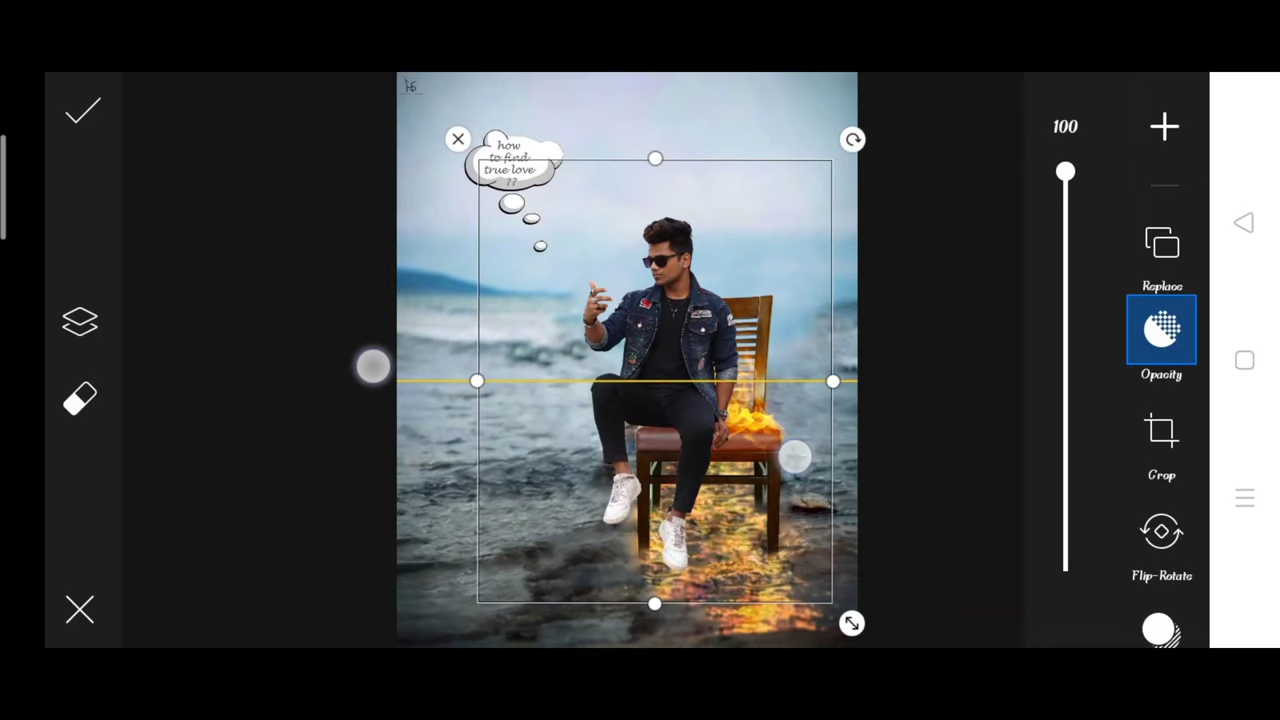 how
to find
true love
??
100
Replace
Opacity
Crop
Flip-Rotate